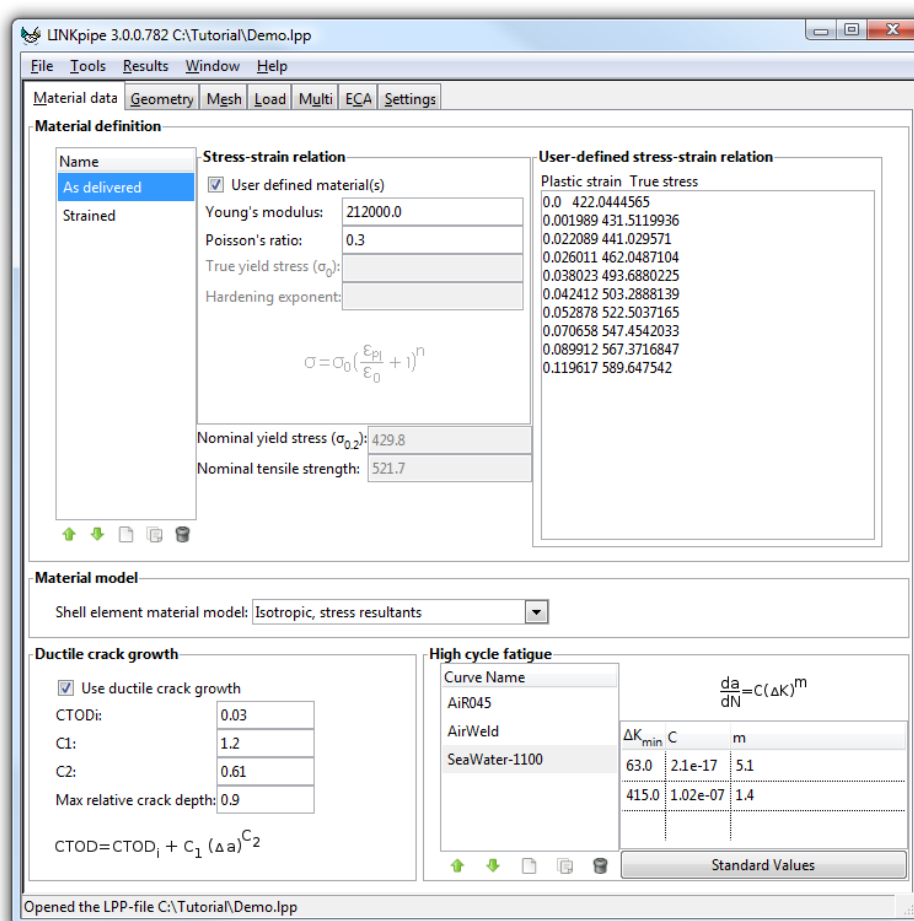 LINKpipe 3.0.0.782 C:\Tutorial\Demo.lpp
File Tools Results Window Help
Material data Geometry Mesh Load Multi ECA Settings
Material definition
Name
As delivered
Strained
Stress-strain relation
User defined material(s)
Young's modulus: 212000.0
Poisson's ratio: 0.3
True yield stress (σ0):
Hardening exponent:
σ=σ0(εpl/ε0 + 1)^n
Nominal yield stress (σ0.2): 429.8
Nominal tensile strength: 521.7
User-defined stress-strain relation
Plastic strain True stress
0.0 422.0444565
0.001989 431.5119936
0.022089 441.029571
0.026011 462.0487104
0.038023 493.6880225
0.042412 503.2888139
0.052878 522.5037165
0.070658 547.4542033
0.089912 567.3716847
0.119617 589.647542
Material model
Shell element material model: Isotropic, stress resultants
Ductile crack growth
Use ductile crack growth
CTODi: 0.03
C1: 1.2
C2: 0.61
Max relative crack depth: 0.9
CTOD=CTODi + C1 (Δa)^C2
High cycle fatigue
Curve Name
AiR045
AirWeld
SeaWater-1100
da/dN=C(ΔK)^m
ΔKmin C m
63.0 2.1e-17 5.1
415.0 1.02e-07 1.4
Standard Values
Opened the LPP-file C:\Tutorial\Demo.lpp